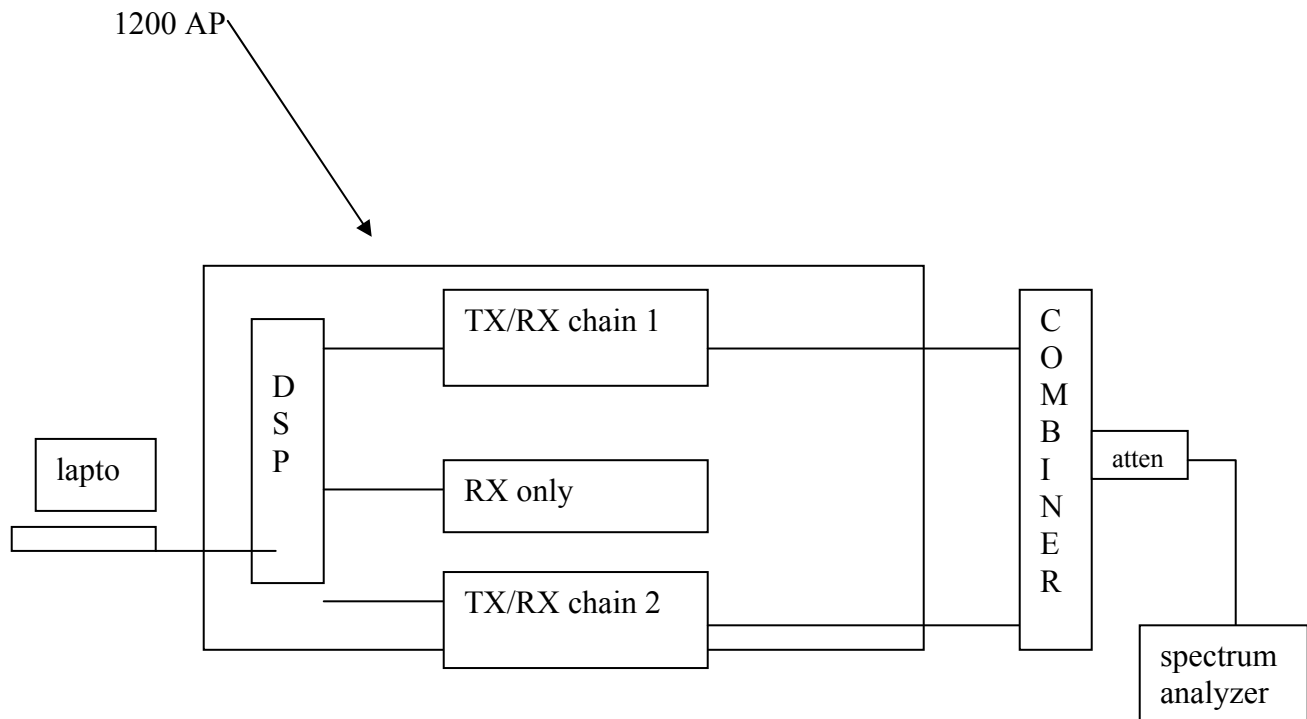 1200 AP
TX/RX chain 1
C
O
M
B
I
N
E
R
D
S
P
lapto
RX only
atten
TX/RX chain 2
spectrum
analyzer